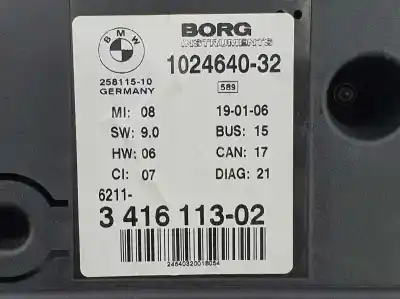 BMW
BORG
INSTRUMENTS
1024640-32
258115-10
GERMANY
589
MI: 08
19-01-06
SW: 9.0
BUS: 15
HW: 06
CAN: 17
CI: 07
DIAG: 21
6211-
3 416 113-02
24640320018054